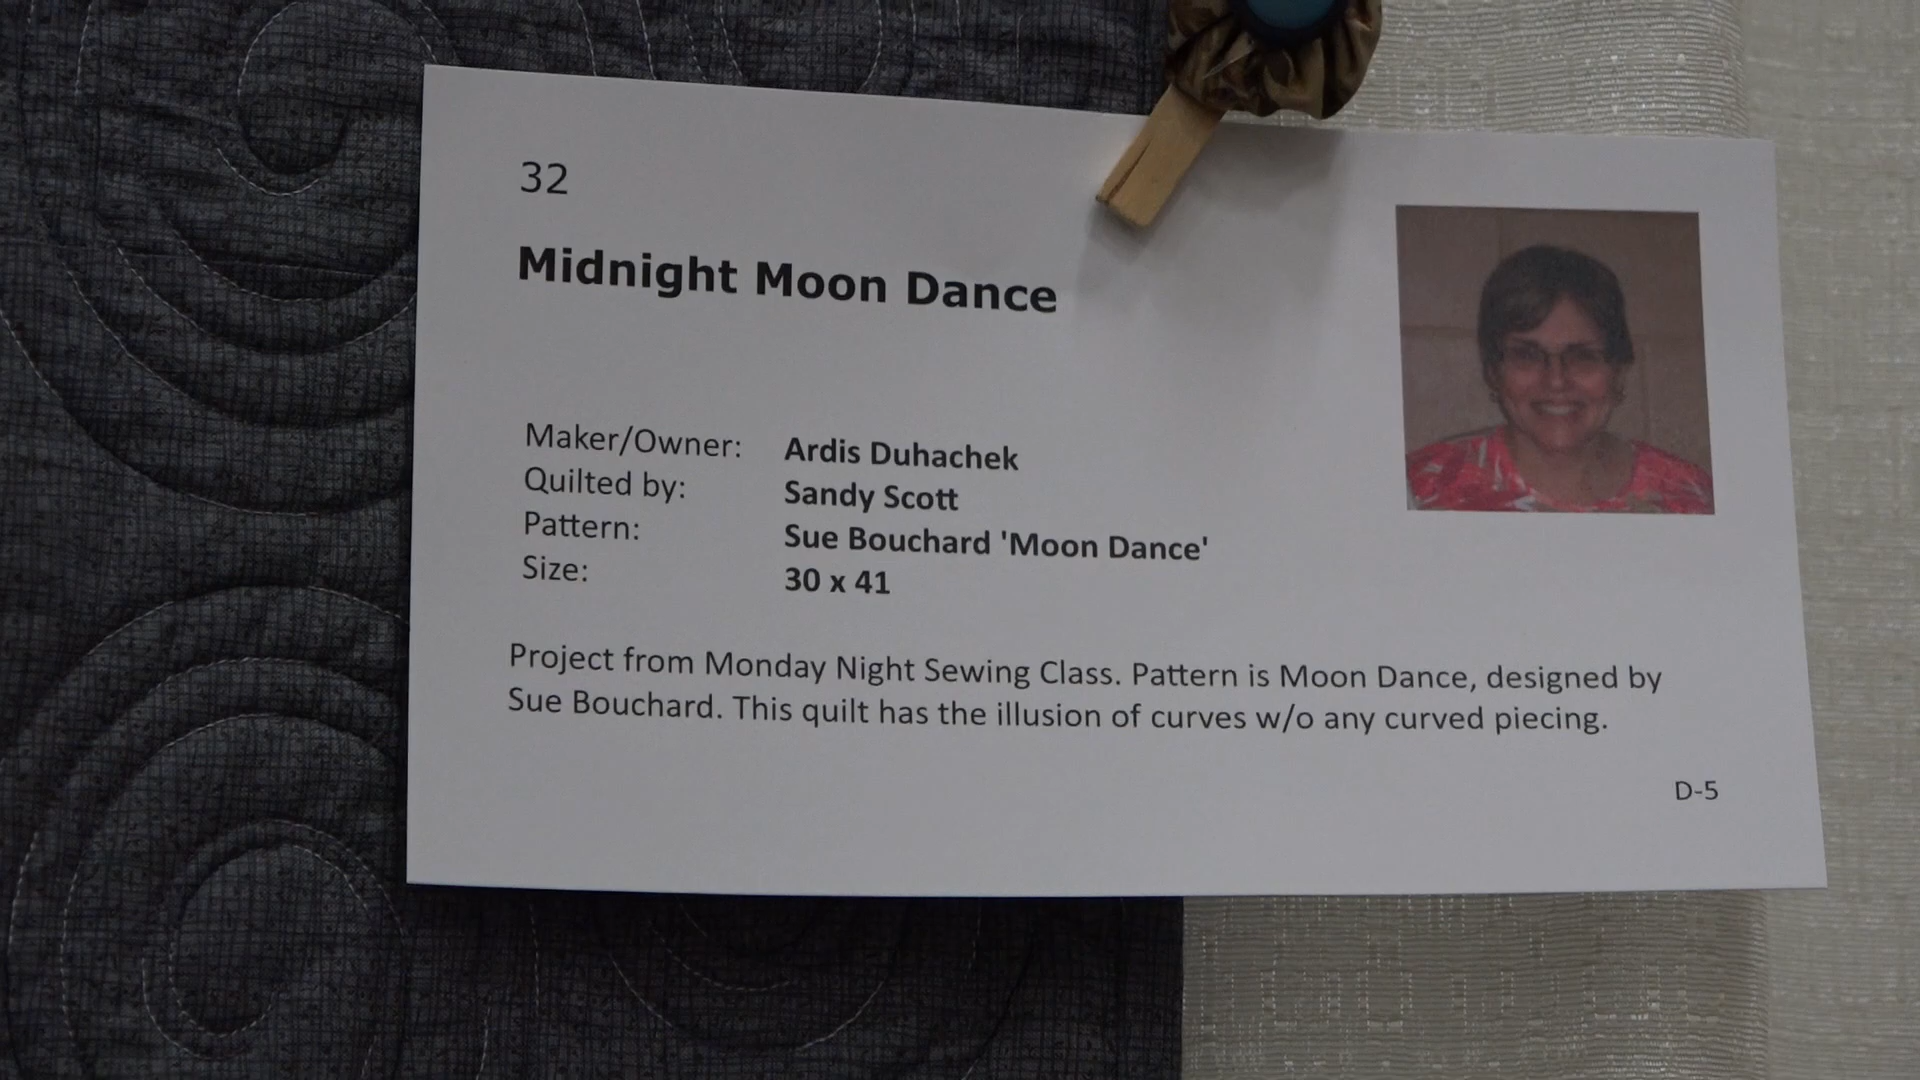 32
Midnight Moon Dance
Maker/Owner: Ardis Duhachek
Quilted by: Sandy Scott
Pattern: Sue Bouchard 'Moon Dance'
Size: 30 x 41
Project from Monday Night Sewing Class. Pattern is Moon Dance, designed by
Sue Bouchard. This quilt has the illusion of curves w/o any curved piecing.
D-5